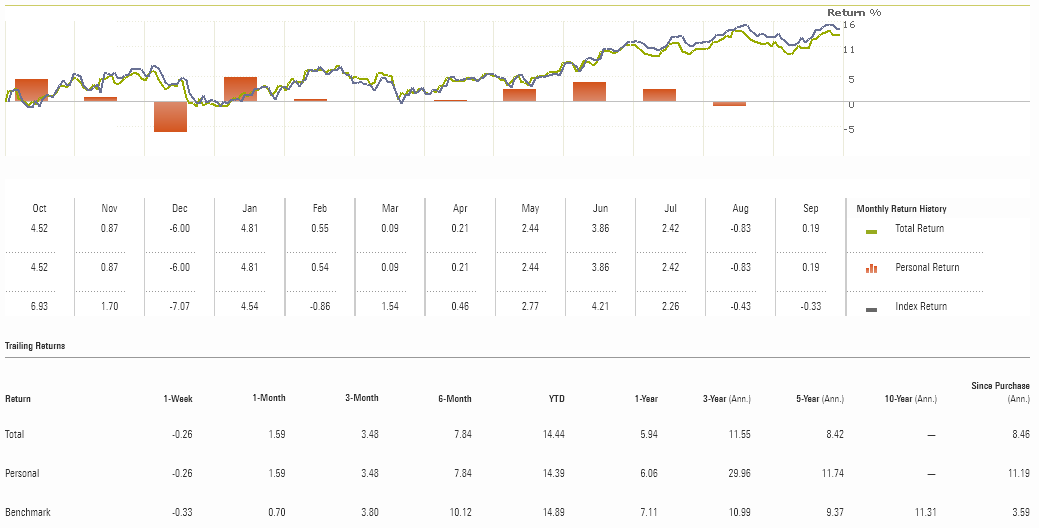 Return %
16
11
5
0
-5
Oct Nov Dec Jan Feb Mar Apr May Jun Jul Aug Sep Monthly Return History
4.52 0.87 -6.00 4.81 0.55 0.09 0.21 2.44 3.86 2.42 -0.83 0.19 Total Return
4.52 0.87 -6.00 4.81 0.54 0.09 0.21 2.44 3.86 2.42 -0.83 0.19 Personal Return
6.93 1.70 -7.07 4.54 -0.86 1.54 0.46 2.77 4.21 2.26 -0.43 -0.33 Index Return
Trailing Returns
Return 1-Week 1-Month 3-Month 6-Month YTD 1-Year 3-Year (Ann.) 5-Year (Ann.) 10-Year (Ann.) Since Purchase (Ann.)
Total -0.26 1.59 3.48 7.84 14.44 5.94 11.55 8.42 — 8.46
Personal -0.26 1.59 3.48 7.84 14.39 6.06 29.96 11.74 — 11.19
Benchmark -0.33 0.70 3.80 10.12 14.89 7.11 10.99 9.37 11.31 3.59